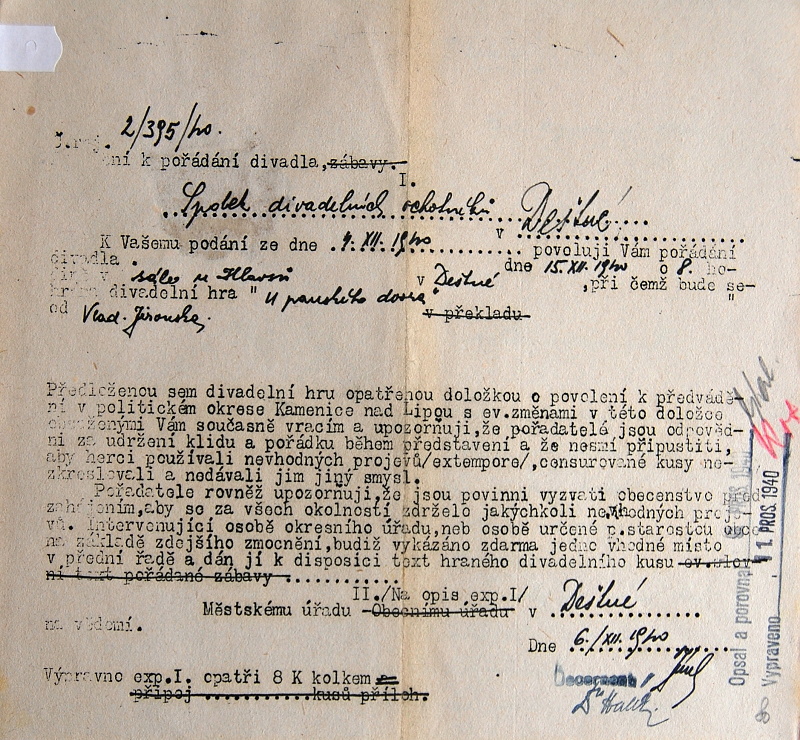 2/395/40.
ní k pořádání divadla, zábavy.
I.
Spolek divadelních ochotníků v Deštné
K Vašemu podání ze dne 4.XII.1940 povoluji Vám pořádání
divadla dne 15.XII.1940 o 8. ho-
v sále u Hlavsů v Deštné ,při čemž bude se-
hrána divadelní hra " U panského dvora "
od Vlad. Jironska. v překladu
Předloženou sem divadelní hru opatřenou doložkou o povolení k předvádě-
ní v politickém okrese Kamenice nad Lipou s ev.změnami v této doložce
obsaženými Vám současně vracím a upozorňuji,že pořadatelé jsou odpověd-
ni za udržení klidu a pořádku během představení a že nesmí připustiti,
aby herci používali nevhodných projevů/extempore/,censurované kusy ne-
zkreslovali a nedávali jim jiný smysl.
Pořadatele rovněž upozorňuji,že jsou povinni vyzvati obecenstvo před
zahájením,aby se za všech okolností zdrželo jakýchkoli nevhodných proje-
vů. Intervenující osobě okresního úřadu,neb osobě určené p.starostou obce
na základě zdejšího zmocnění,budiž vykázáno zdarma jedno vhodné místo
v přední řadě a dán jí k disposici text hraného divadelního kusu ev.slov-
ní text pořádané zábavy
II./Na opis exp.I/
Městskému úřadu Obecnímu úřadu v Deštné
na vědomí.
Dne 6./XII.1940
Výpravno exp.I. opatři 8 K kolkem
připoj kusů příloh.
Decernent
Opsal a porovnal
Vypraveno 11. PROS. 1940